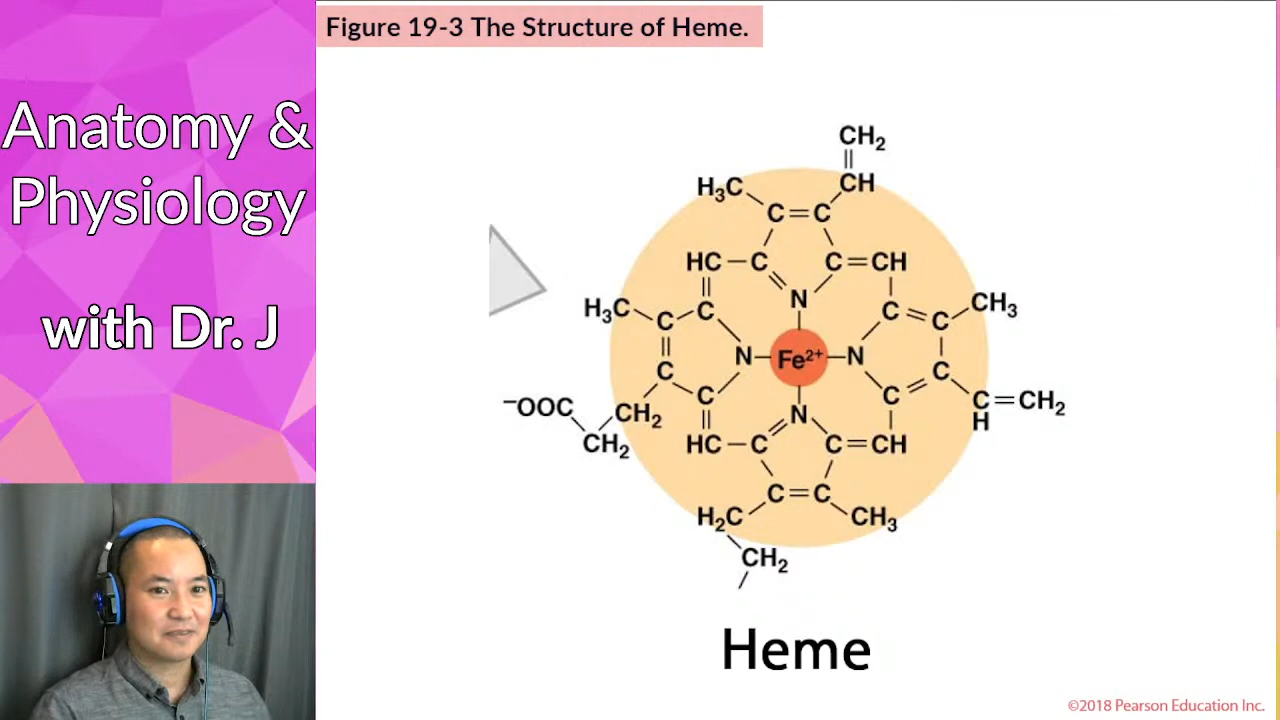 Figure 19-3 The Structure of Heme.
Anatomy &
Physiology
with Dr. J
CH₂
H₃C CH
C=C
HC C C=CH
N
H₃C C C C C CH₃
N Fe²⁺ N
C C C C
⁻OOC CH₂ C=CH₂
H
CH₂ HC C N C=CH
C=C
H₂C CH₃
CH₂
Heme
©2018 Pearson Education Inc.